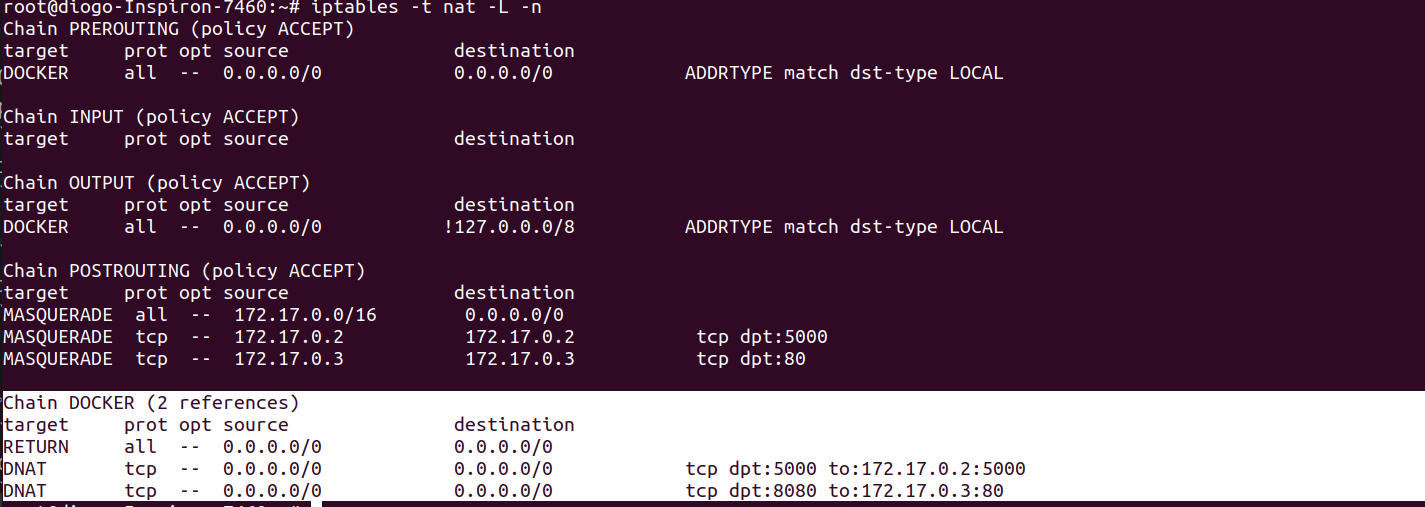 root@diogo-Inspiron-7460:~# iptables -t nat -L -n
Chain PREROUTING (policy ACCEPT)
target     prot opt source               destination
DOCKER     all  --  0.0.0.0/0            0.0.0.0/0            ADDRTYPE match dst-type LOCAL

Chain INPUT (policy ACCEPT)
target     prot opt source               destination

Chain OUTPUT (policy ACCEPT)
target     prot opt source               destination
DOCKER     all  --  0.0.0.0/0           !127.0.0.0/8          ADDRTYPE match dst-type LOCAL

Chain POSTROUTING (policy ACCEPT)
target     prot opt source               destination
MASQUERADE  all  --  172.17.0.0/16        0.0.0.0/0
MASQUERADE  tcp  --  172.17.0.2           172.17.0.2           tcp dpt:5000
MASQUERADE  tcp  --  172.17.0.3           172.17.0.3           tcp dpt:80

Chain DOCKER (2 references)
target     prot opt source               destination
RETURN     all  --  0.0.0.0/0            0.0.0.0/0
DNAT       tcp  --  0.0.0.0/0            0.0.0.0/0            tcp dpt:5000 to:172.17.0.2:5000
DNAT       tcp  --  0.0.0.0/0            0.0.0.0/0            tcp dpt:8080 to:172.17.0.3:80